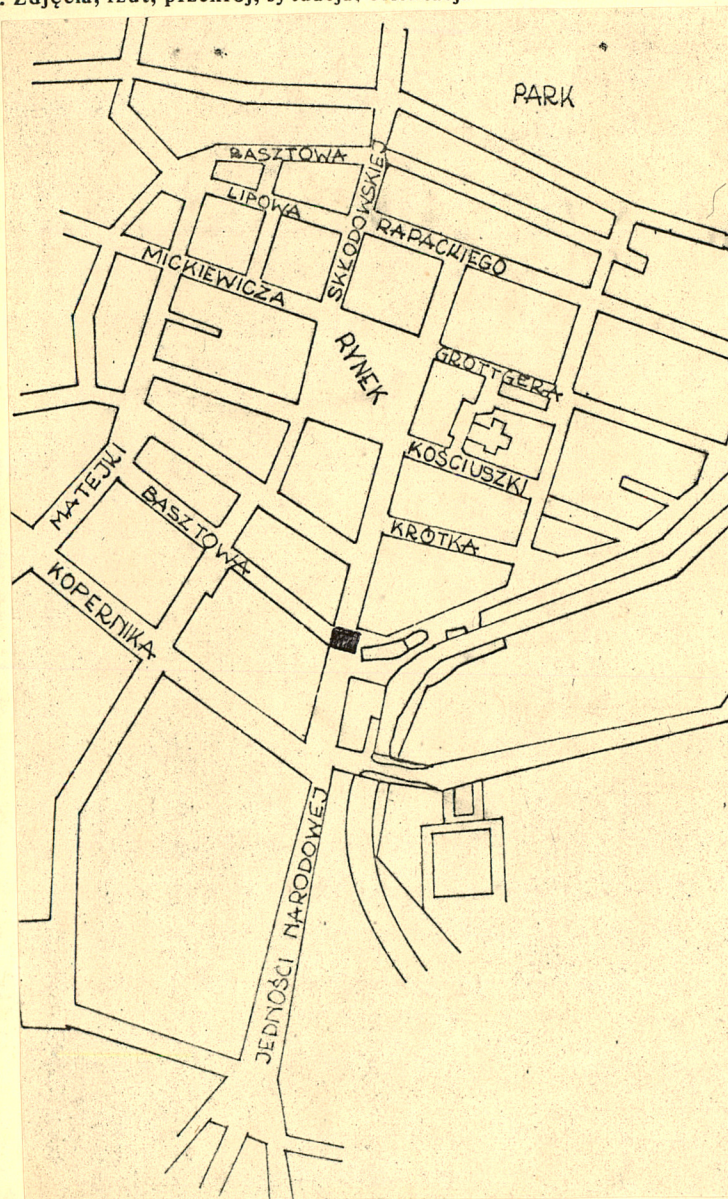 PARK
BASZTOWA
LIPOWA
SKŁODOWSKIEJ
RAPACKIEGO
MICKIEWICZA
RYNEK
GROTTGERA
KOŚCIUSZKI
MATEJKI
BASZTOWA
KRÓTKA
KOPERNIKA
JEDNOŚCI NARODOWEJ